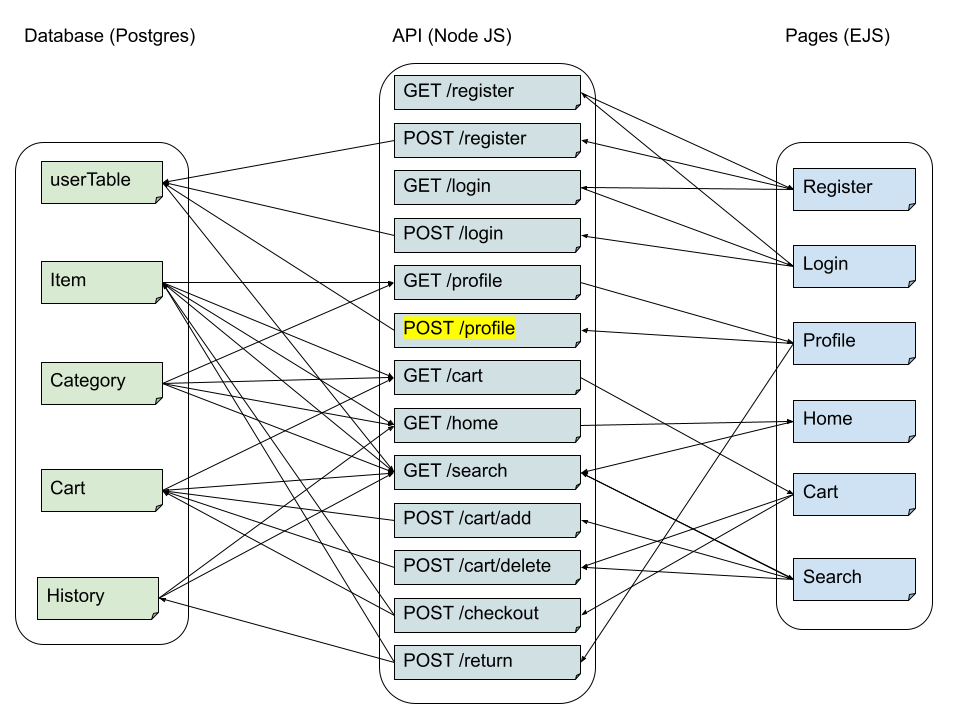 Database (Postgres)
API (Node JS)
Pages (EJS)
userTable
Item
Category
Cart
History
GET /register
POST /register
GET /login
POST /login
GET /profile
POST /profile
GET /cart
GET /home
GET /search
POST /cart/add
POST /cart/delete
POST /checkout
POST /return
Register
Login
Profile
Home
Cart
Search